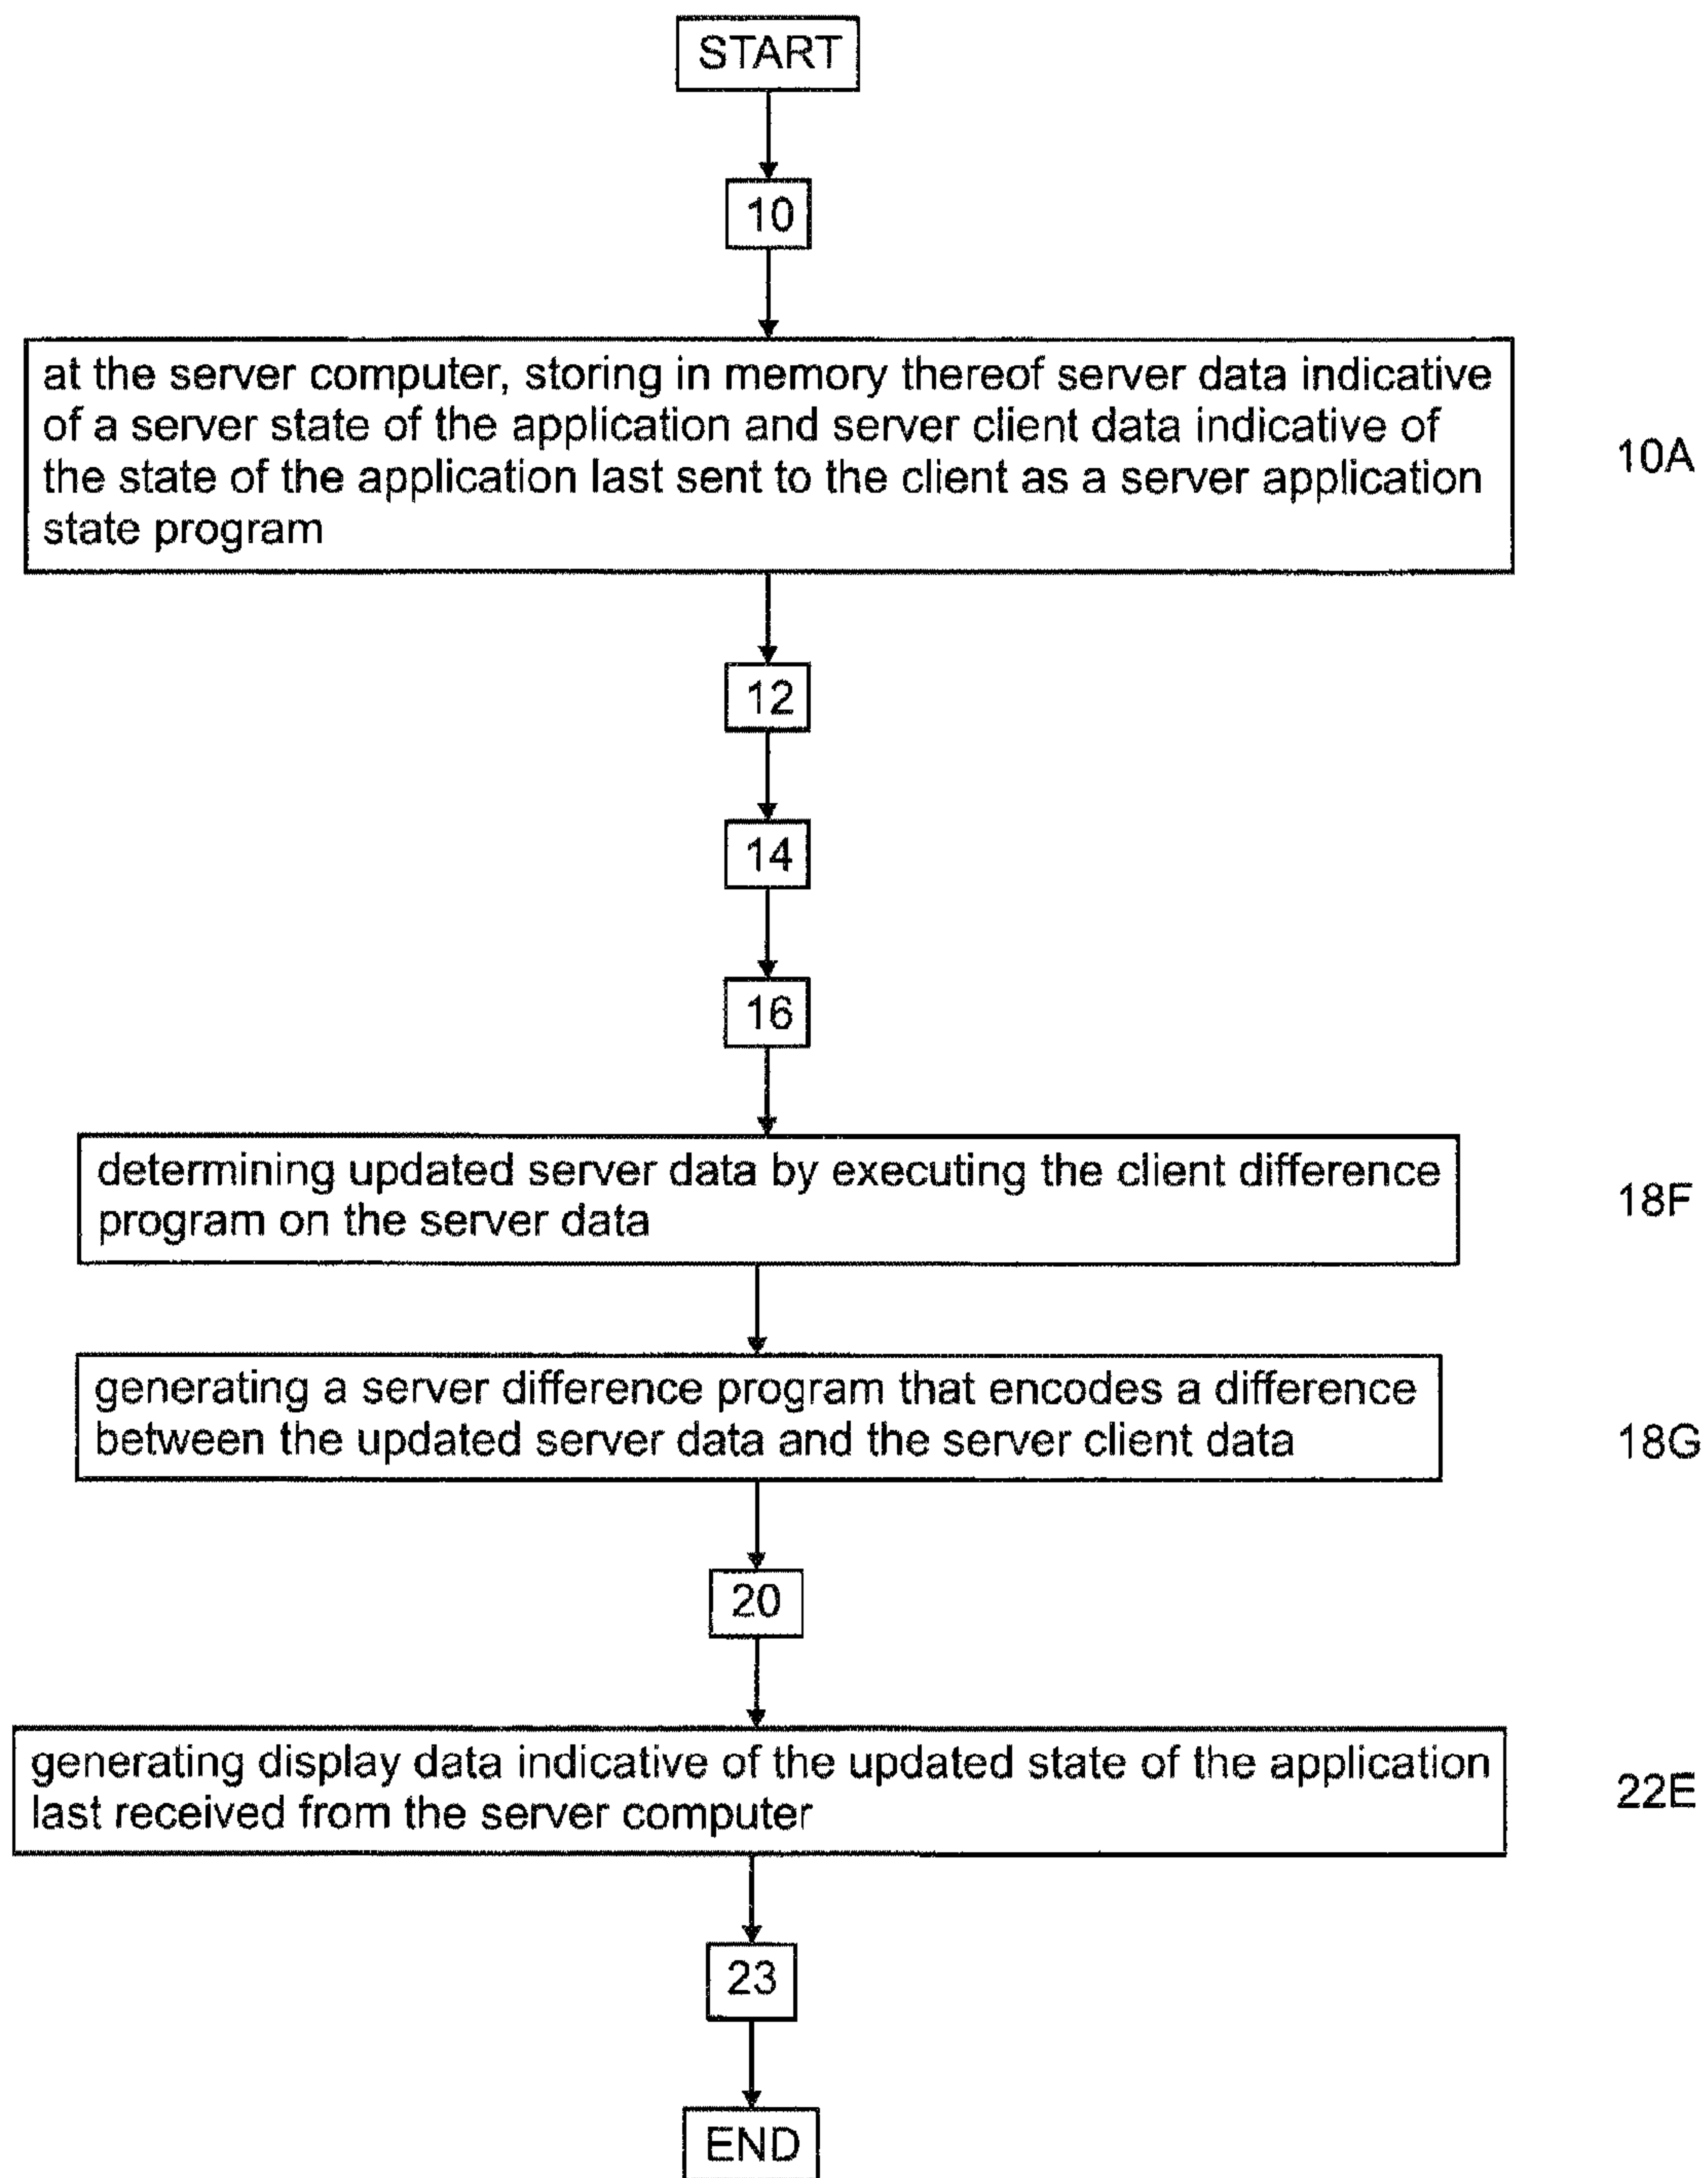 START
10
at the server computer, storing in memory thereof server data indicative
of a server state of the application and server client data indicative of
the state of the application last sent to the client as a server application
state program
10A
12
14
16
determining updated server data by executing the client difference
program on the server data
18F
generating a server difference program that encodes a difference
between the updated server data and the server client data
18G
20
generating display data indicative of the updated state of the application
last received from the server computer
22E
23
END